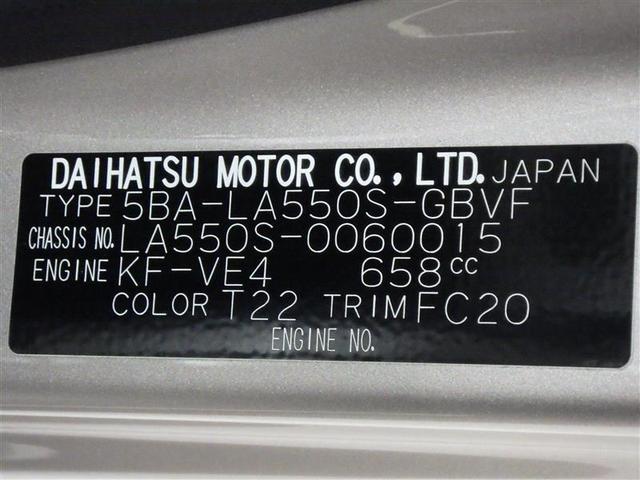 DAIHATSU MOTOR CO., LTD. JAPAN
TYPE 5BA-LA550S-GBVF
CHASSIS NO. LA550S-0060015
ENGINE KF-VE4 658cc
COLOR T22 TRIM FC20
ENGINE NO.